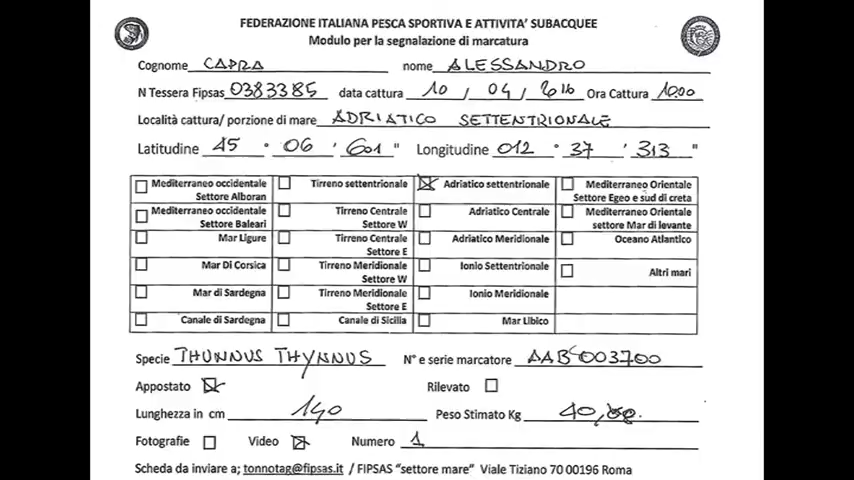 FEDERAZIONE ITALIANA PESCA SPORTIVA E ATTIVITA' SUBACQUEE
Modulo per la segnalazione di marcatura
Cognome CAPRA nome ALESSANDRO
N Tessera Fipsas 0383385 data cattura 10 / 04 / 2016 Ora Cattura 10.00
Località cattura/ porzione di mare ADRIATICO SETTENTRIONALE
Latitudine 45 ° 06 ' 601 " Longitudine 012 ° 37 ' 313 "
Mediterraneo occidentale Settore Alboran
Tirreno settentrionale
Adriatico settentrionale
Mediterraneo Orientale Settore Egeo e sud di creta
Mediterraneo occidentale Settore Baleari
Tirreno Centrale Settore W
Adriatico Centrale
Mediterraneo Orientale settore Mar di levante
Mar Ligure
Tirreno Centrale Settore E
Adriatico Meridionale
Oceano Atlantico
Mar Di Corsica
Tirreno Meridionale Settore W
Ionio Settentrionale
Altri mari
Mar di Sardegna
Tirreno Meridionale Settore E
Ionio Meridionale
Canale di Sardegna
Canale di Sicilia
Mar Libico
Specie THUNNUS THYNNUS N° e serie marcatore AAB 003700
Appostato Rilevato
Lunghezza in cm 140 Peso Stimato Kg 40,
Fotografie Video Numero 1
Scheda da inviare a; tonnotag@fipsas.it / FIPSAS "settore mare" Viale Tiziano 70 00196 Roma